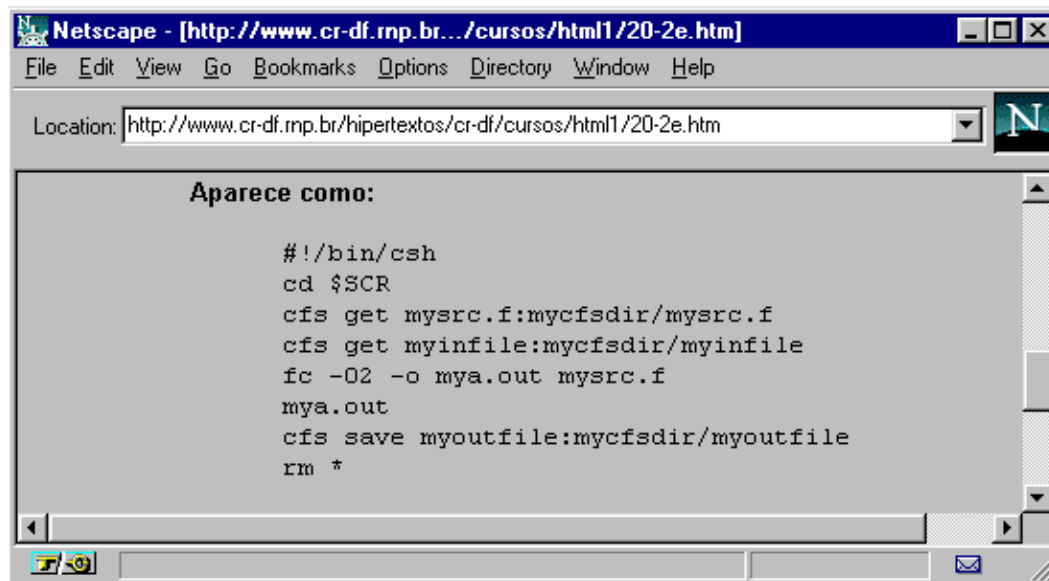 Netscape - [http://www.cr-df.rnp.br.../cursos/html1/20-2e.htm]
File Edit View Go Bookmarks Options Directory Window Help
Location: http://www.cr-df.rnp.br/hipertextos/cr-df/cursos/html1/20-2e.htm
N
Aparece como:
#!/bin/csh
cd $SCR
cfs get mysrc.f:mycfsdir/mysrc.f
cfs get myinfile:mycfsdir/myinfile
fc -O2 -o mya.out mysrc.f
mya.out
cfs save myoutfile:mycfsdir/myoutfile
rm *